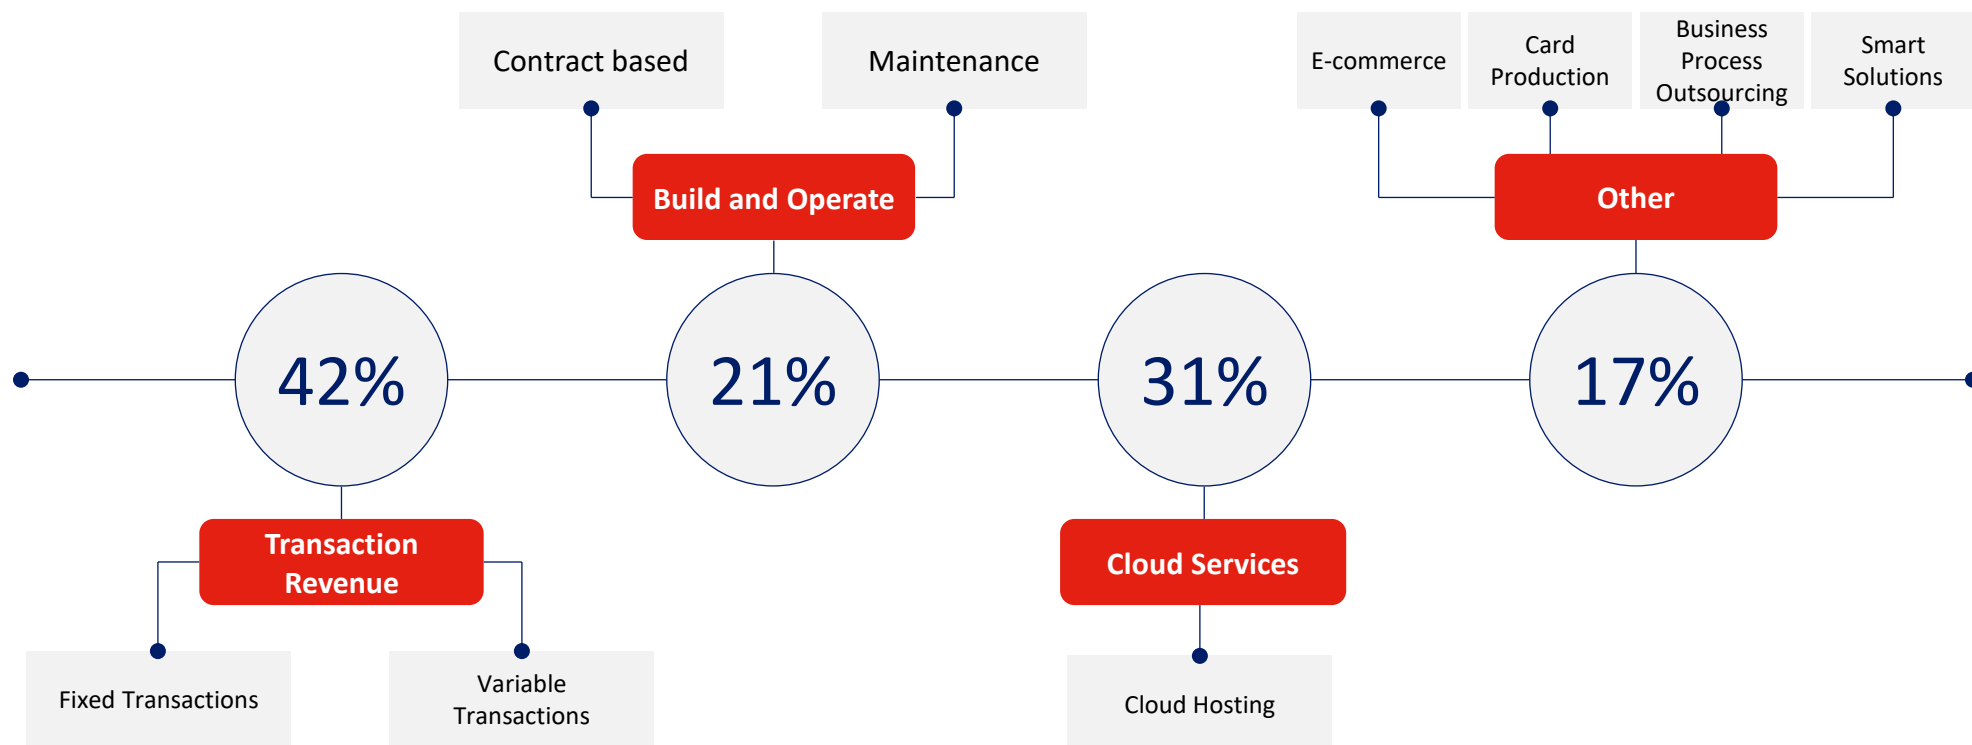 Contract based
Maintenance
E-commerce
Card
Production
Business
Process
Outsourcing
Smart
Solutions
Build and Operate
Other
42%
21%
31%
17%
Transaction
Revenue
Cloud Services
Fixed Transactions
Variable
Transactions
Cloud Hosting